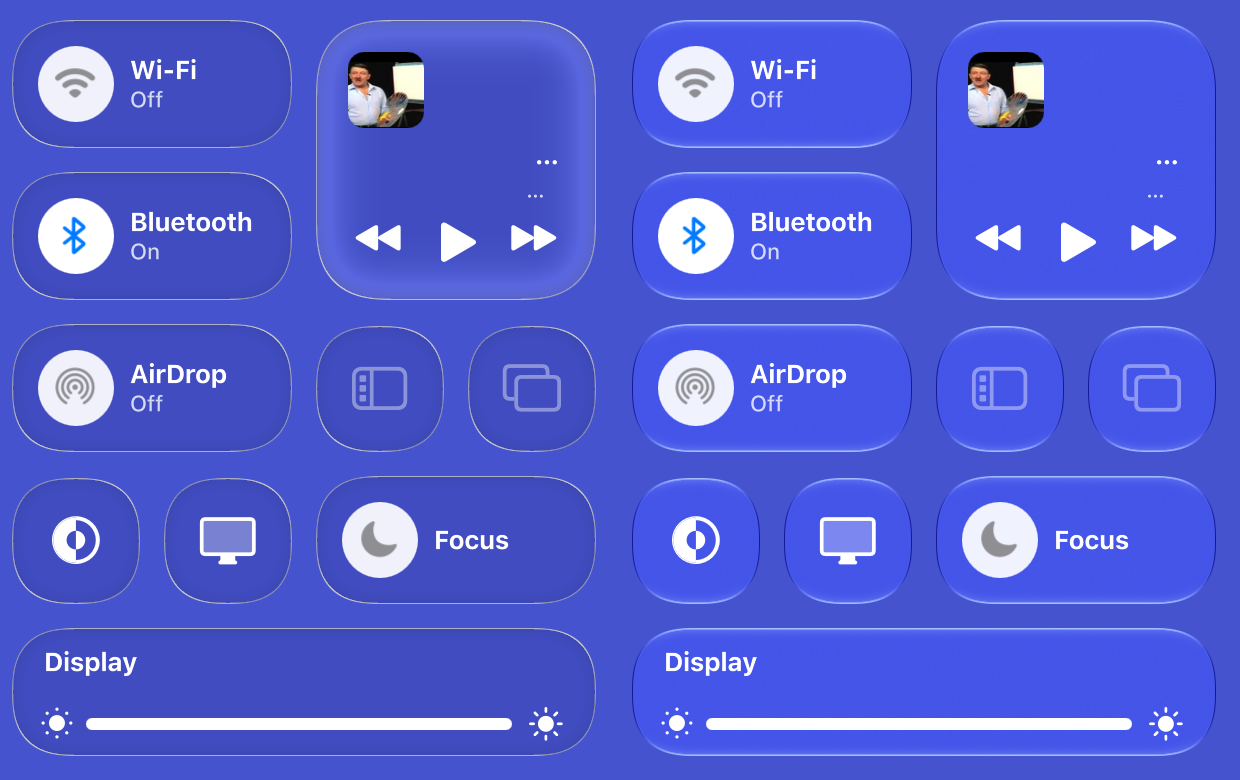 Wi-Fi
Off
...
...
Bluetooth
On
AirDrop
Off
Focus
Display
Wi-Fi
Off
...
...
Bluetooth
On
AirDrop
Off
Focus
Display